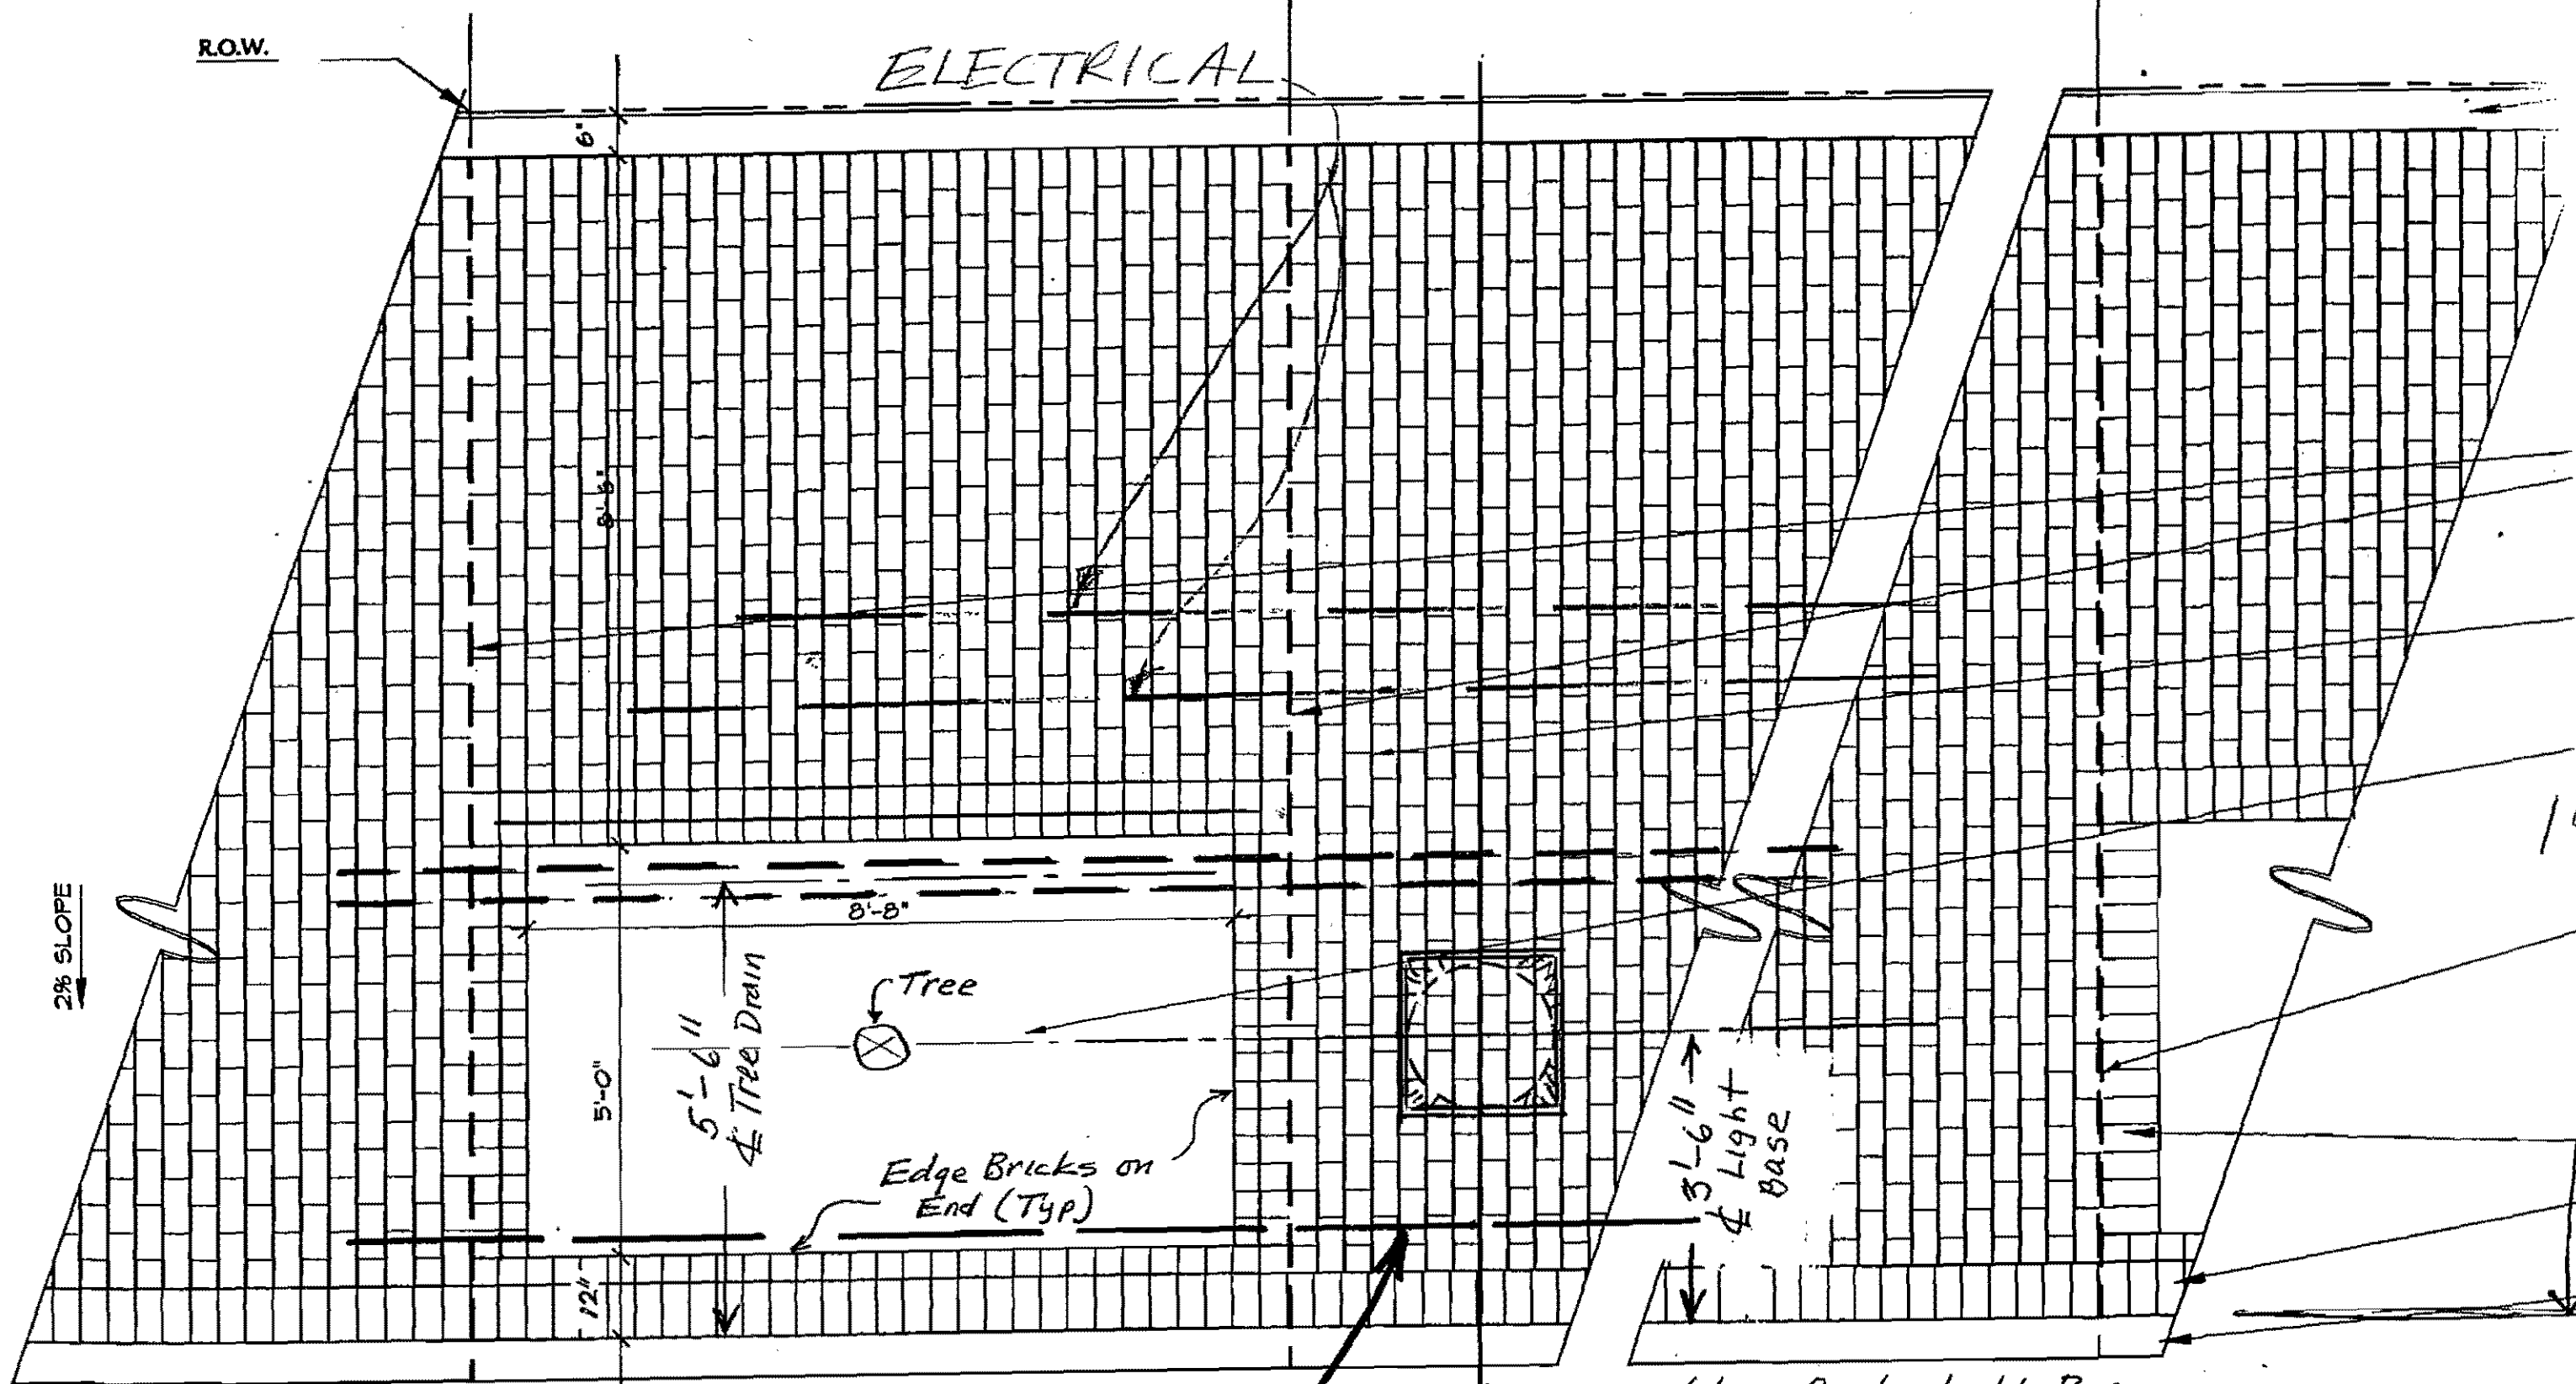 R.O.W.
ELECTRICAL
6"
8'-6"
2% SLOPE
8'-8"
Tree
5'-6"
℄ Tree Drain
5'-0"
Edge Bricks on
End (Typ)
3'-6"
℄ Light
Base
12"